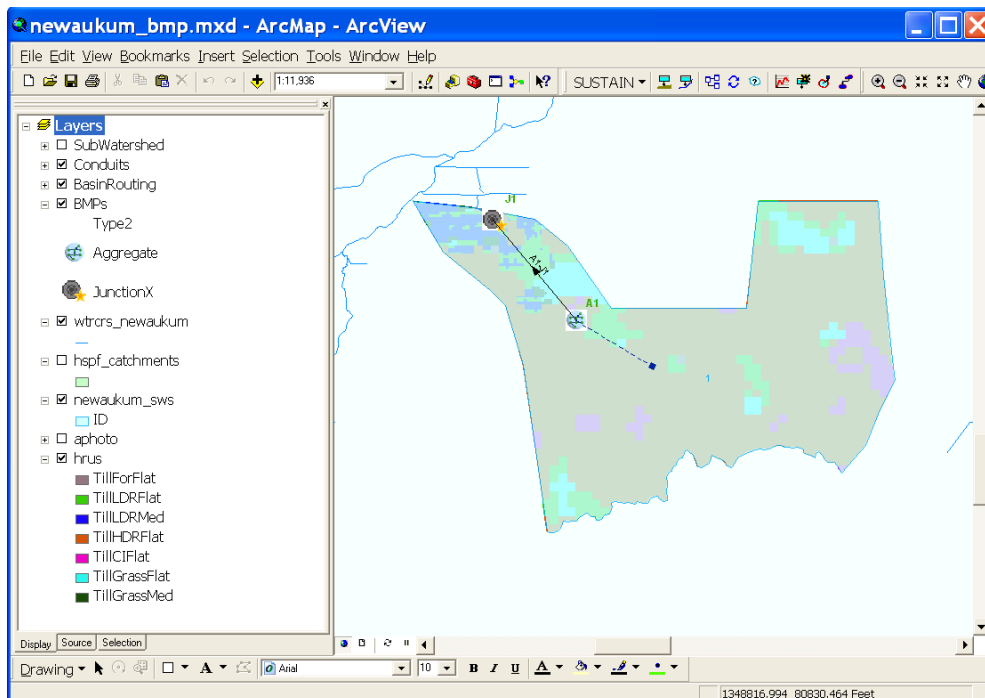 newaukum_bmp.mxd - ArcMap - ArcView
File Edit View Bookmarks Insert Selection Tools Window Help
1:11,936
SUSTAIN
Layers
SubWatershed
Conduits
BasinRouting
BMPs
Type2
Aggregate
JunctionX
wtrcrs_newaukum
hspf_catchments
newaukum_sws
ID
aphoto
hrus
TillForFlat
TillLDRFlat
TillLDRMed
TillHDRFlat
TillCIFlat
TillGrassFlat
TillGrassMed
J1
A1-J1
A1
1
Display Source Selection
Drawing A Arial 10 B I U A
1348816.994 80830.464 Feet